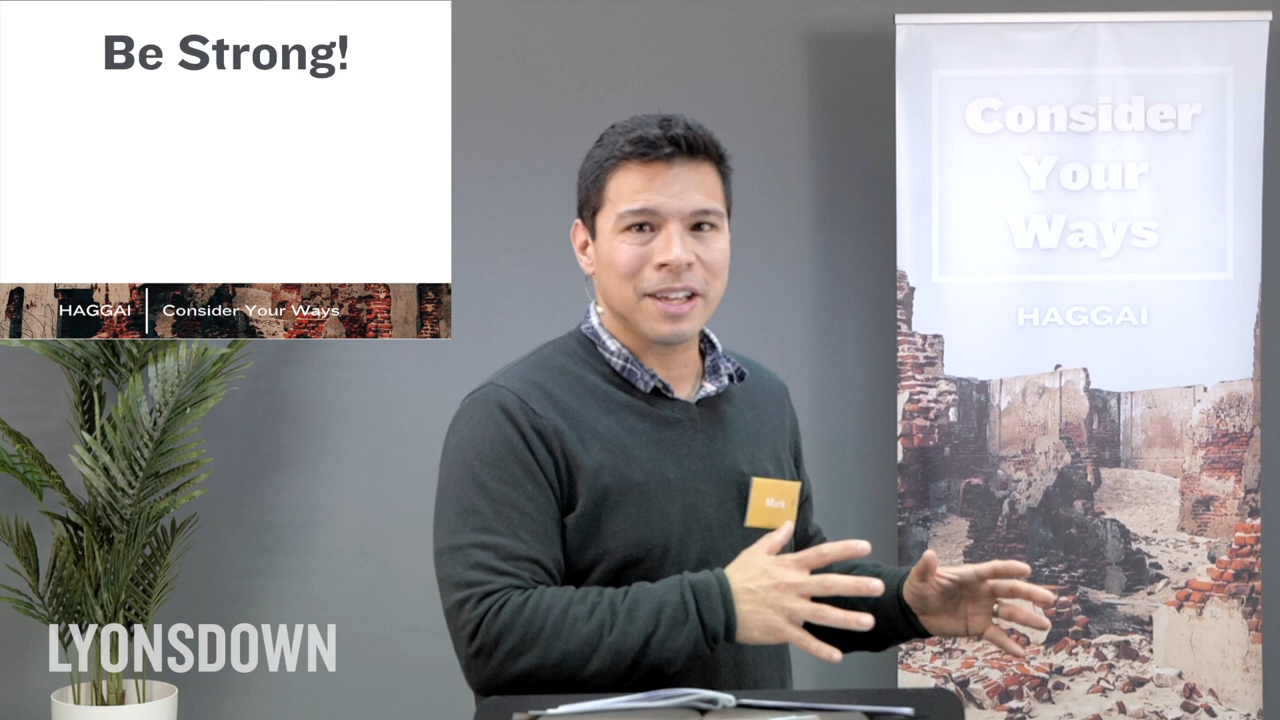 Be Strong!
HAGGAI | Consider Your Ways
Consider
Your
Ways
HAGGAI
Mark
LYONSDOWN